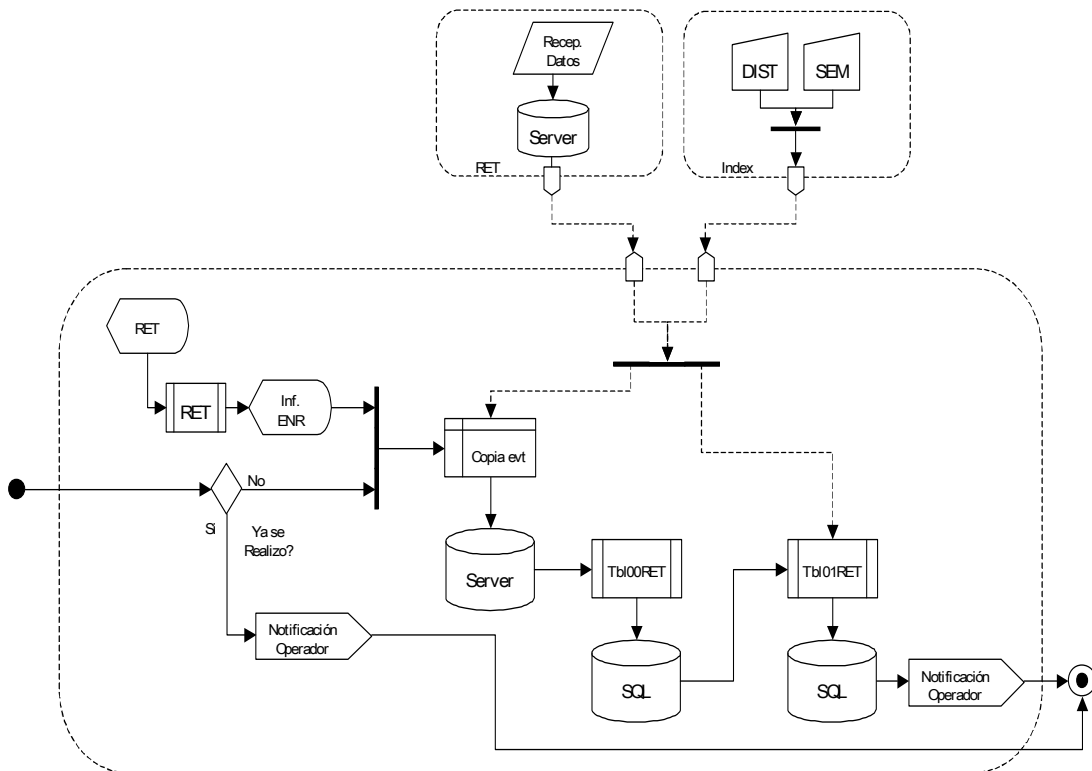 Recep.
Datos
Server
RET
DIST
SEM
Index
RET
RET
Inf.
ENR
Copia evt
No
Si
Ya se
Realizo?
Server
Tbl00RET
Tbl01RET
Notificación
Operador
SQL
SQL
Notificación
Operador